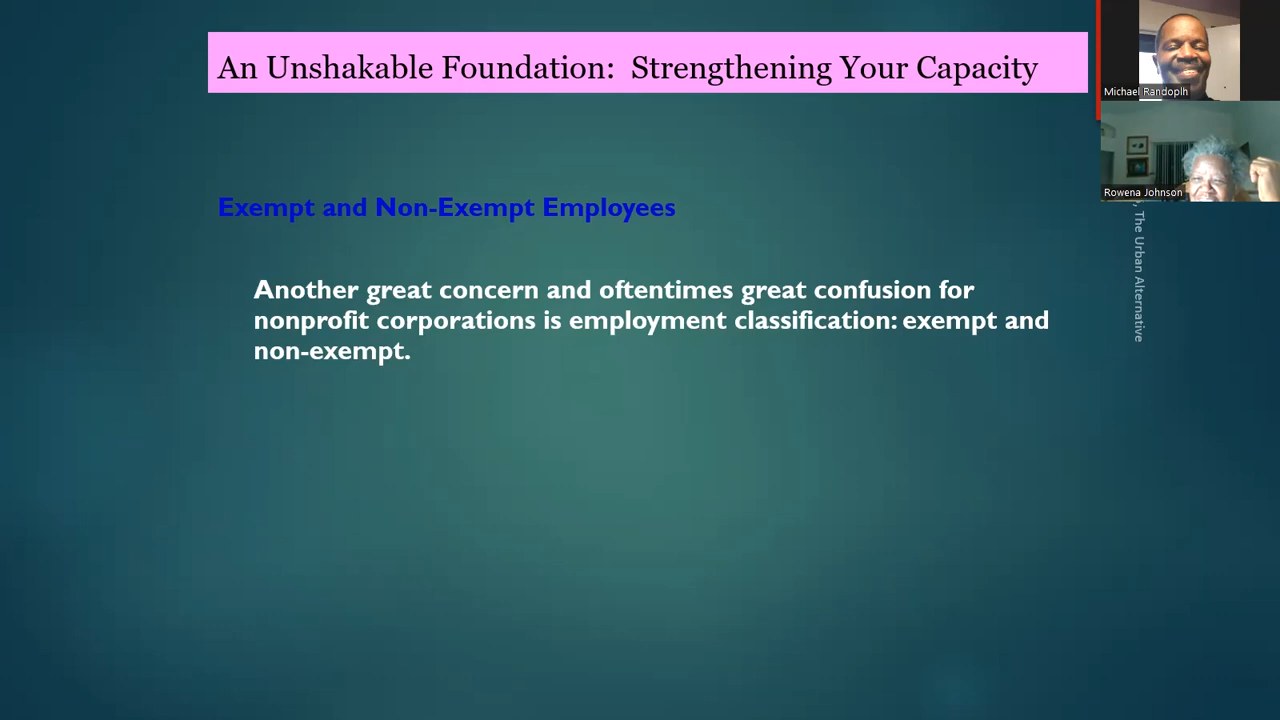 An Unshakable Foundation:  Strengthening Your Capacity
Michael Randoplh
Rowena Johnson
Exempt and Non-Exempt Employees
, The Urban Alternative
Another great concern and oftentimes great confusion for
nonprofit corporations is employment classification: exempt and
non-exempt.